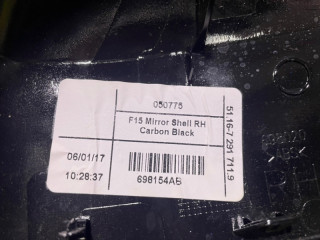 050775
F15 Mirror Shell RH
Carbon Black
51.16-7 291 711.9
06/01/17
10:28:37
698154AB